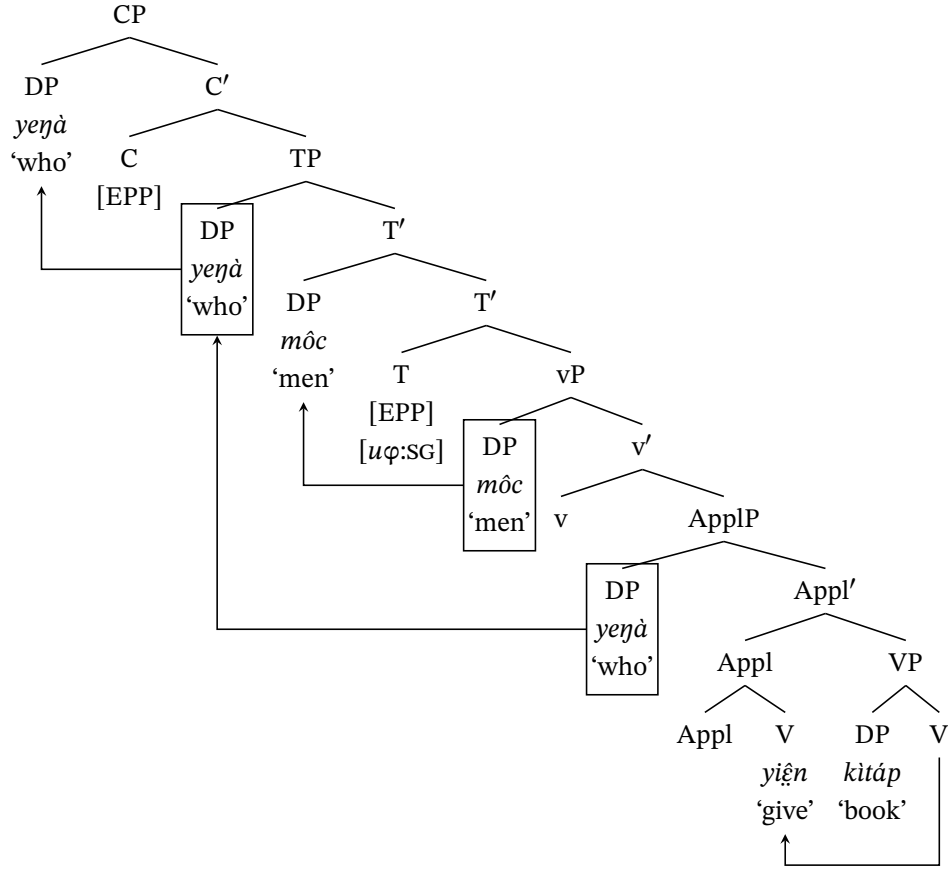 CP
DP C′
yeŋà
‘who’ C TP
[EPP]
DP T′
yeŋà
‘who’ DP T′
môc
‘men’ T vP
[EPP]
[uφ:SG] DP v′
môc
‘men’ v ApplP
DP Appl′
yeŋà
‘who’ Appl VP
Appl V DP V
yi̤ɛ̤̂n kìtáp
‘give’ ‘book’